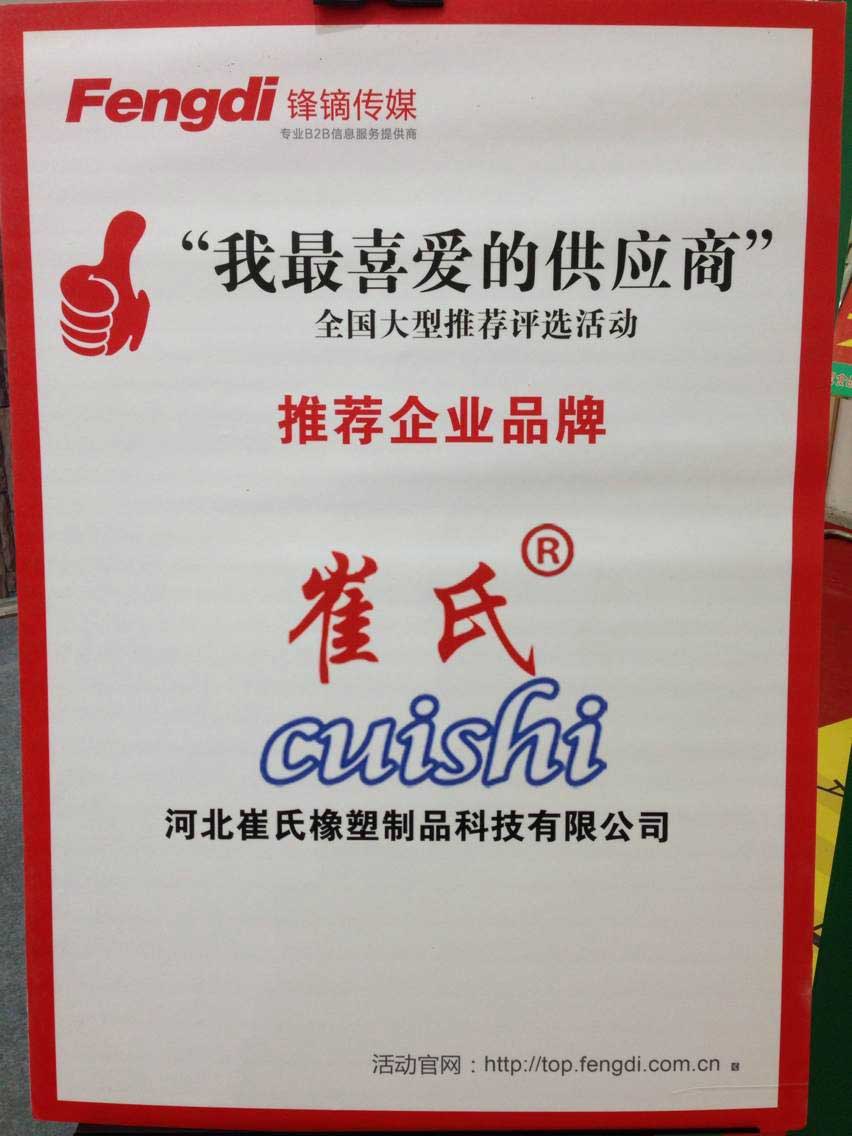 Fengdi 锋镝传媒
专业B2B信息服务提供商
“我最喜爱的供应商”
全国大型推荐评选活动
推荐企业品牌
崔氏®
cuishi
河北崔氏橡塑制品科技有限公司
活动官网：http://top.fengdi.com.cn